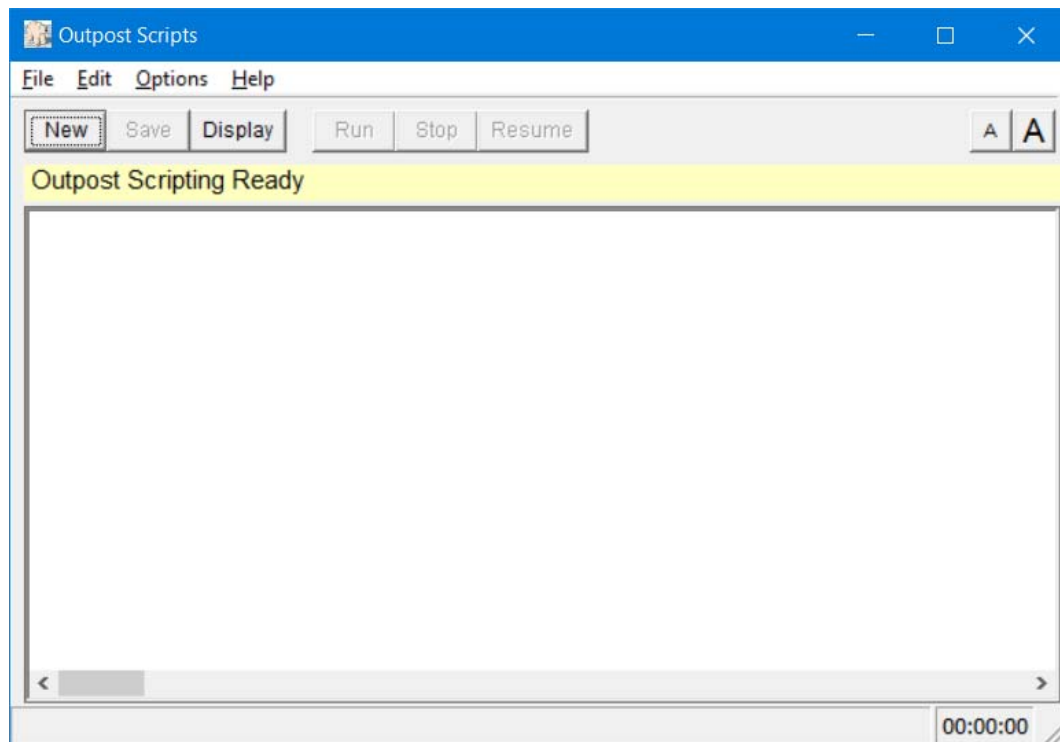 Outpost Scripts
File Edit Options Help
New Save Display Run Stop Resume A A
Outpost Scripting Ready
00:00:00